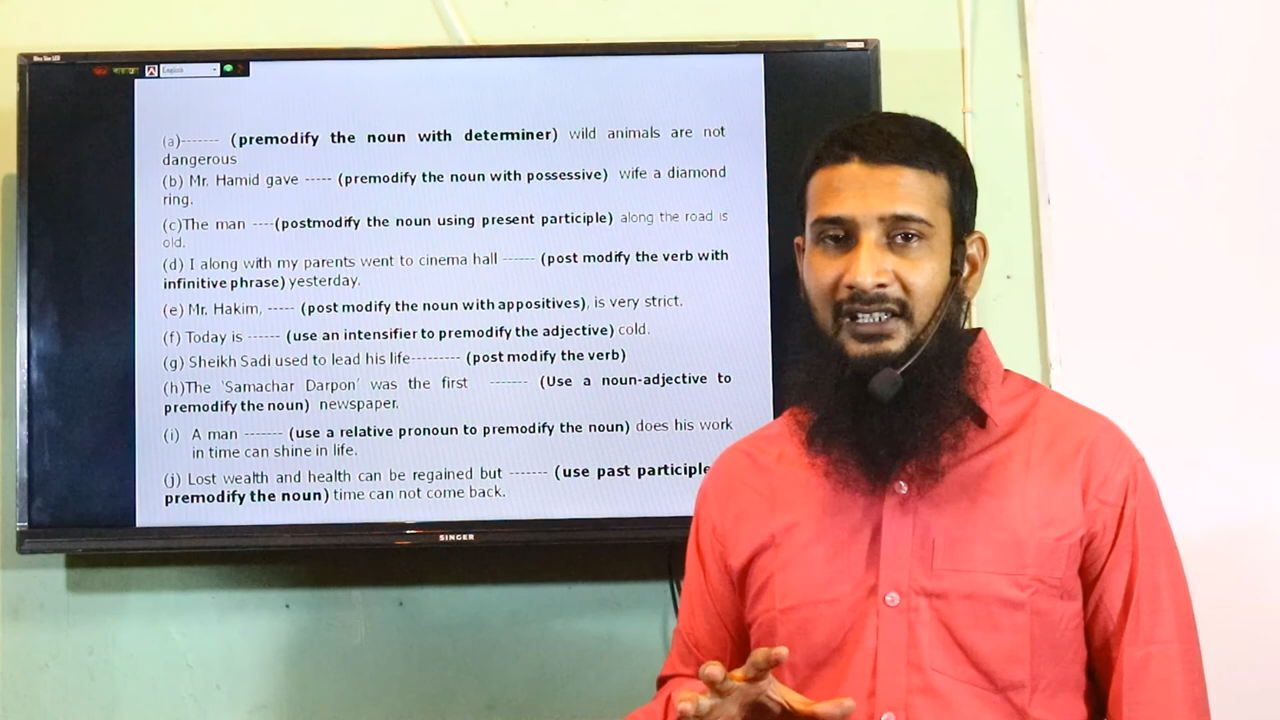 English
(a)------- (premodify the noun with determiner) wild animals are not
dangerous
(b) Mr. Hamid gave ----- (premodify the noun with possessive) wife a diamond
ring.
(c)The man ----(postmodify the noun using present participle) along the road is
old.
(d) I along with my parents went to cinema hall ------ (post modify the verb with
infinitive phrase) yesterday.
(e) Mr. Hakim, ----- (post modify the noun with appositives), is very strict.
(f) Today is ------ (use an intensifier to premodify the adjective) cold.
(g) Sheikh Sadi used to lead his life--------- (post modify the verb)
(h)The 'Samachar Darpon' was the first ------- (Use a noun-adjective to
premodify the noun) newspaper.
(i) A man ------- (use a relative pronoun to premodify the noun) does his work
in time can shine in life.
(j) Lost wealth and health can be regained but ------- (use past participle
premodify the noun) time can not come back.
SINGER